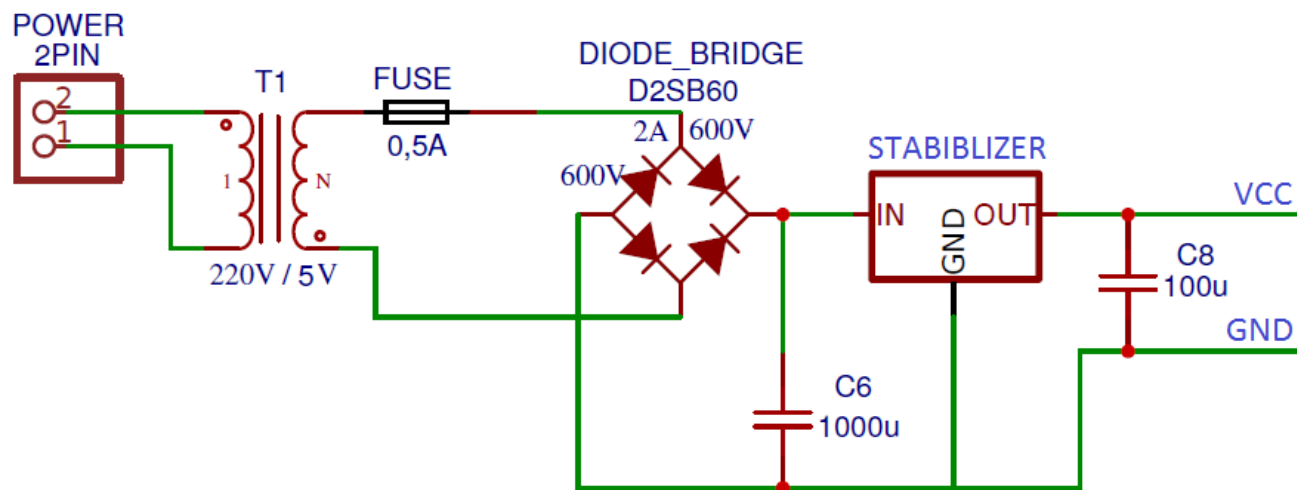 POWER
2PIN
2
1
T1
1
N
220V / 5V
FUSE
0,5A
DIODE_BRIDGE
D2SB60
2A
600V
600V
STABIBLIZER
IN
GND
OUT
VCC
C8
100u
GND
C6
1000u